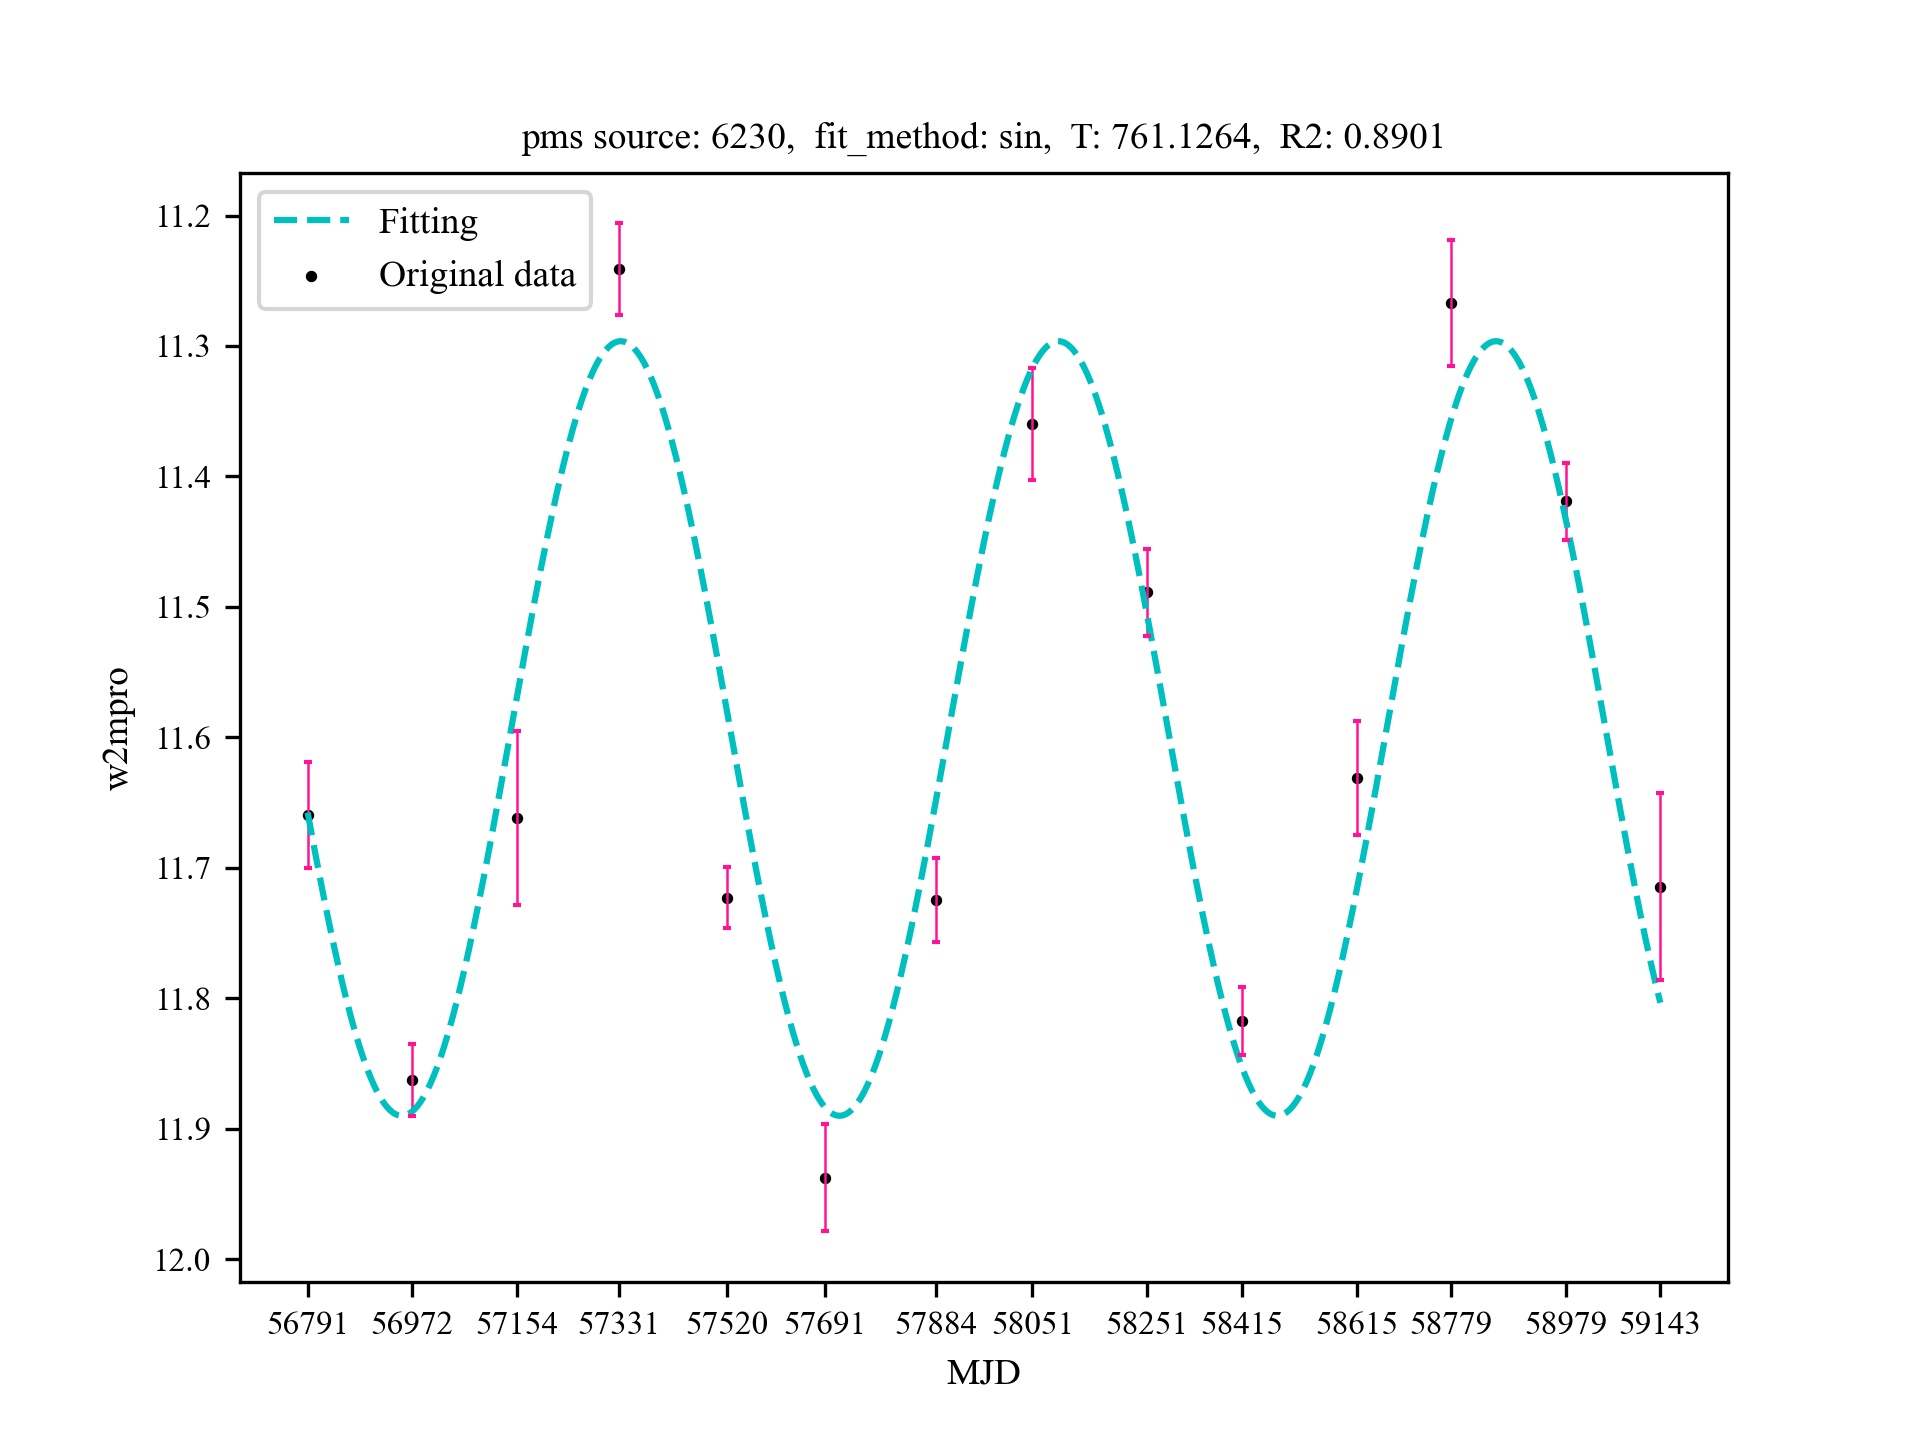 pms source: 6230, fit_method: sin, T: 761.1264, R2: 0.8901
Fitting
Original data
11.2
11.3
11.4
11.5
11.6
11.7
11.8
11.9
12.0
w2mpro
56791 56972 57154 57331 57520 57691 57884 58051 58251 58415 58615 58779 58979 59143
MJD